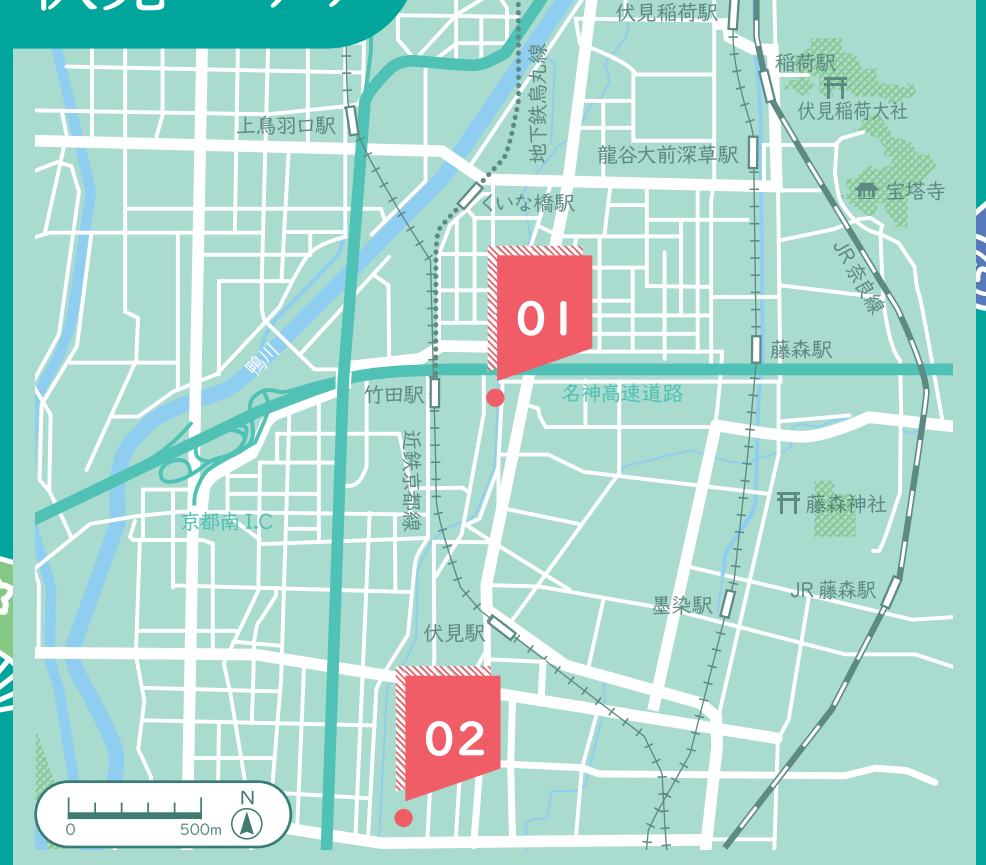 伏見稲荷駅
稲荷駅
伏見稲荷大社
地下鉄烏丸線
上鳥羽口駅
龍谷大前深草駅
宝塔寺
くいな橋駅
JR奈良線
01
鴨川
藤森駅
竹田駅
名神高速道路
近鉄京都線
藤森神社
京都南 I.C
JR 藤森駅
墨染駅
伏見駅
02
N
0 500m